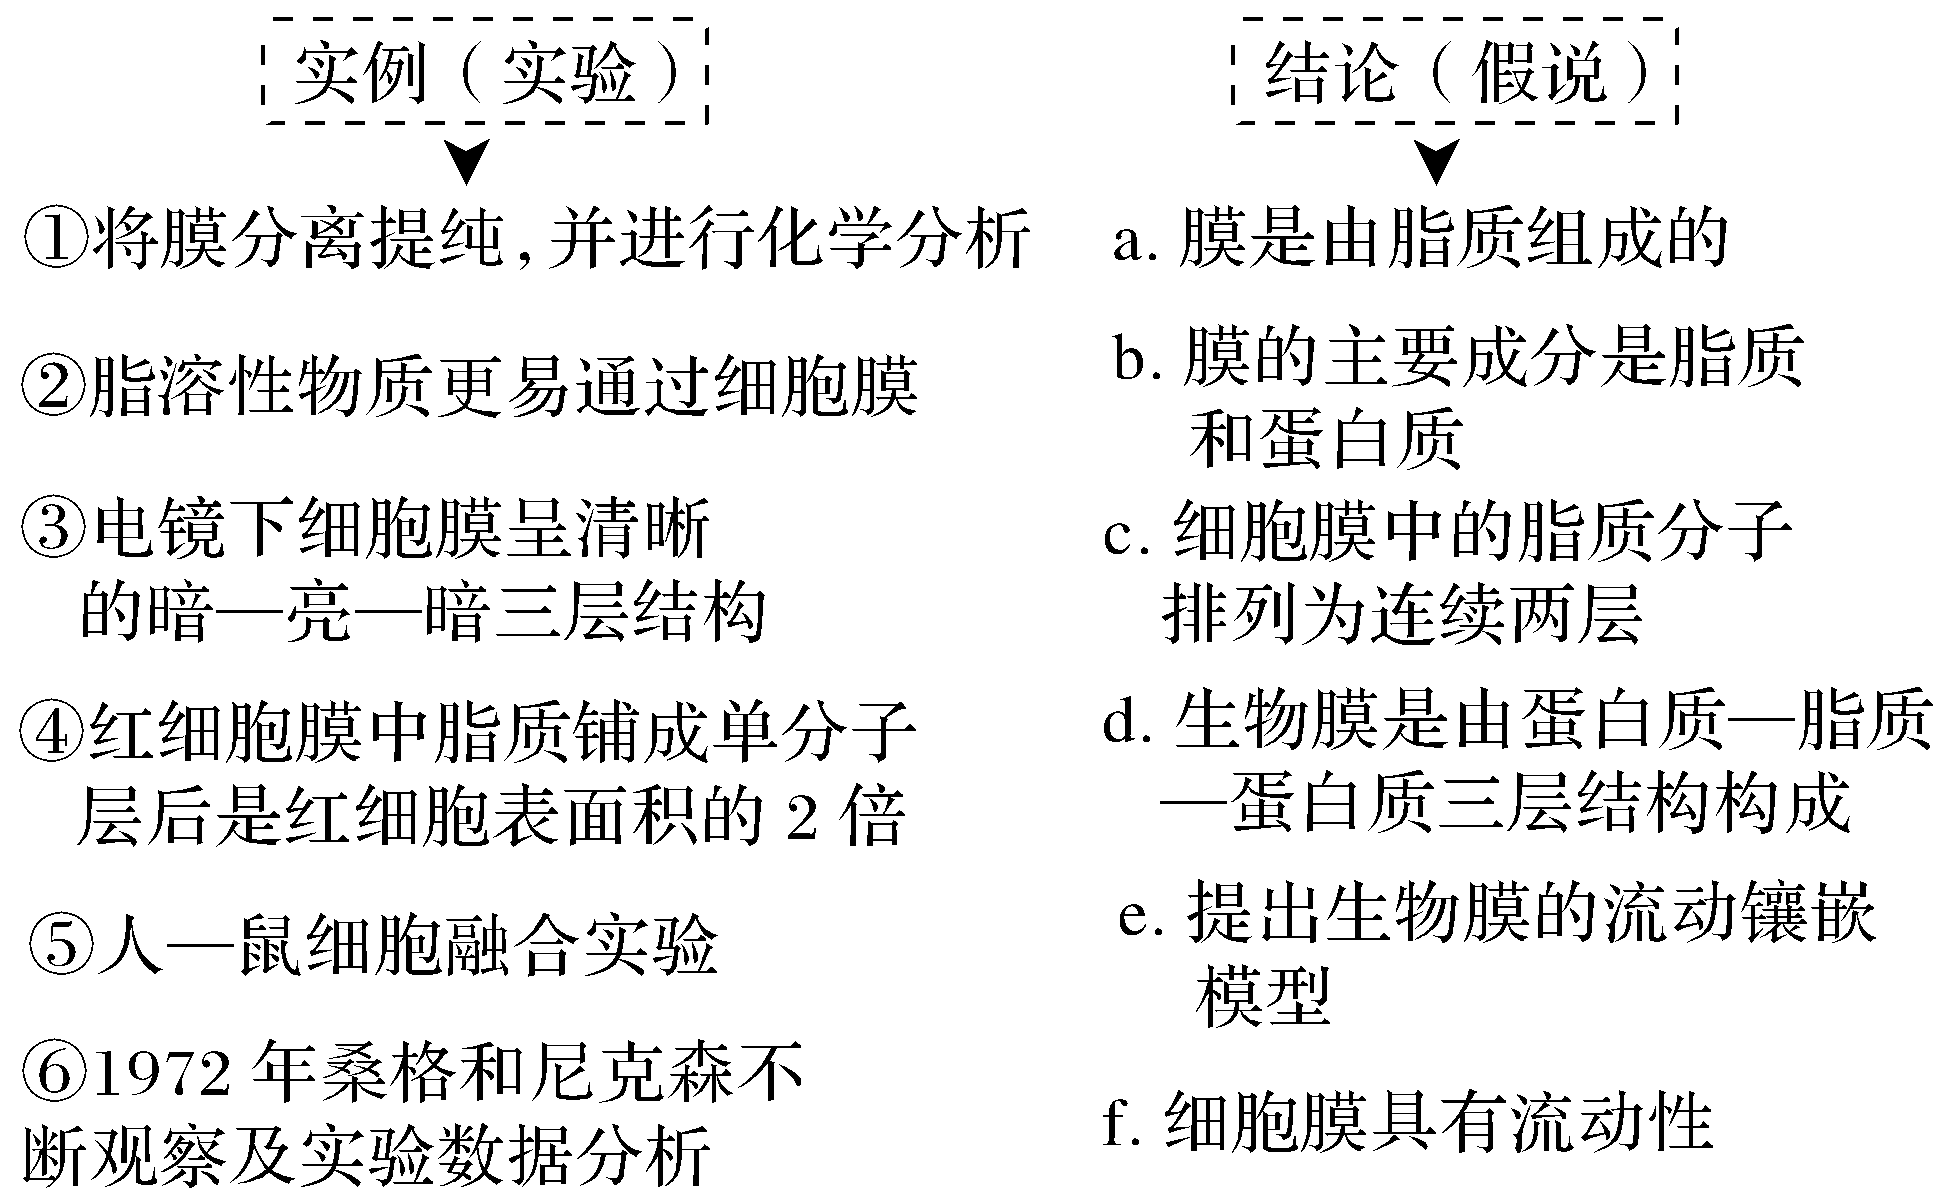 实例（实验）
①将膜分离提纯,并进行化学分析
②脂溶性物质更易通过细胞膜
③电镜下细胞膜呈清晰
的暗—亮—暗三层结构
④红细胞膜中脂质铺成单分子
层后是红细胞表面积的 2 倍
⑤人—鼠细胞融合实验
⑥1972 年桑格和尼克森不
断观察及实验数据分析
结论（假说）
a. 膜是由脂质组成的
b. 膜的主要成分是脂质
和蛋白质
c. 细胞膜中的脂质分子
排列为连续两层
d. 生物膜是由蛋白质—脂质
—蛋白质三层结构构成
e. 提出生物膜的流动镶嵌
模型
f. 细胞膜具有流动性